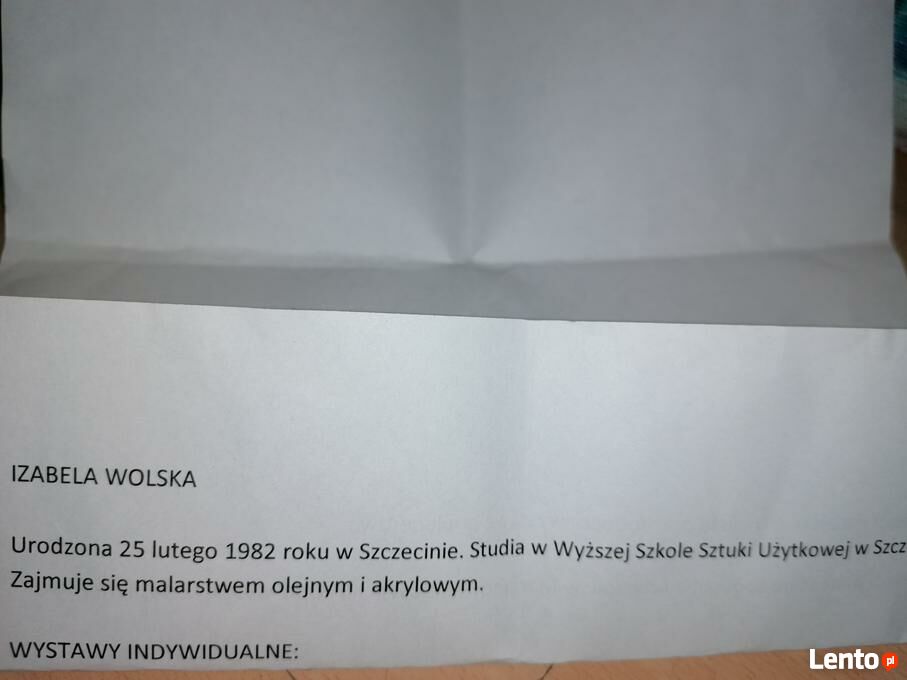 IZABELA WOLSKA
Urodzona 25 lutego 1982 roku w Szczecinie. Studia w Wyższej Szkole Sztuki Użytkowej w Szcz
Zajmuje się malarstwem olejnym i akrylowym.
WYSTAWY INDYWIDUALNE:
Lento.pl